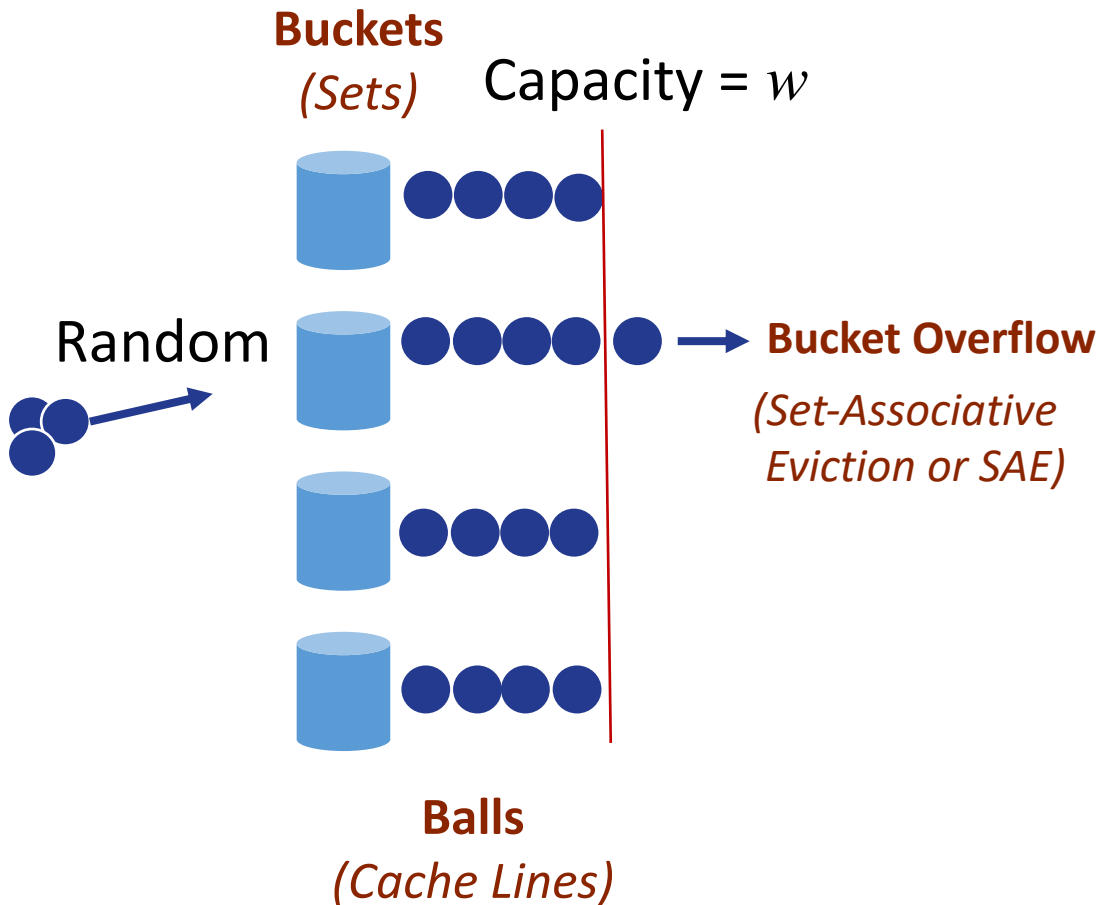 Buckets
(Sets)
Capacity = w
Random
Bucket Overflow
(Set-Associative
Eviction or SAE)
Balls
(Cache Lines)